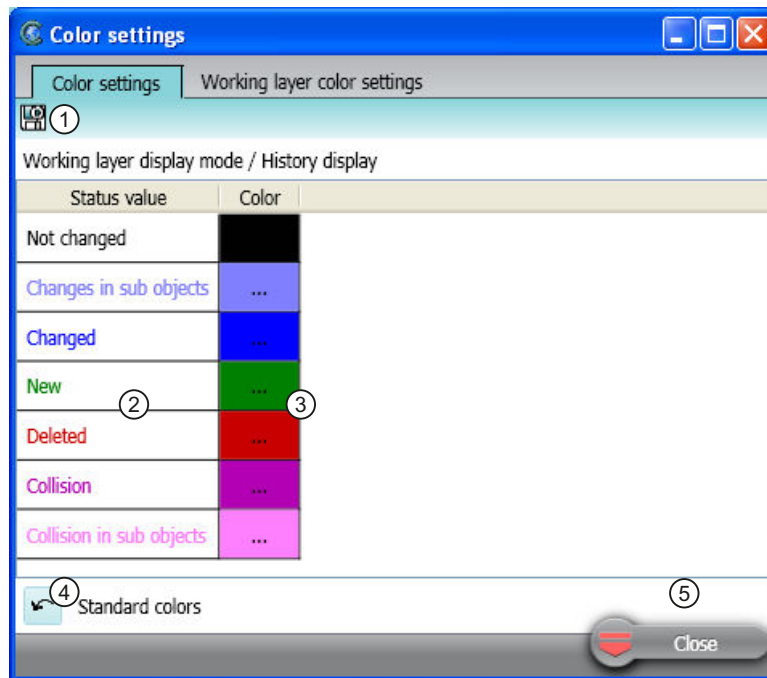 Color settings
Color settings Working layer color settings
1
Working layer display mode / History display
Status value Color
Not changed
Changes in sub objects ...
Changed ...
New ...
2 3
Deleted ...
Collision ...
Collision in sub objects ...
4 Standard colors
5
Close